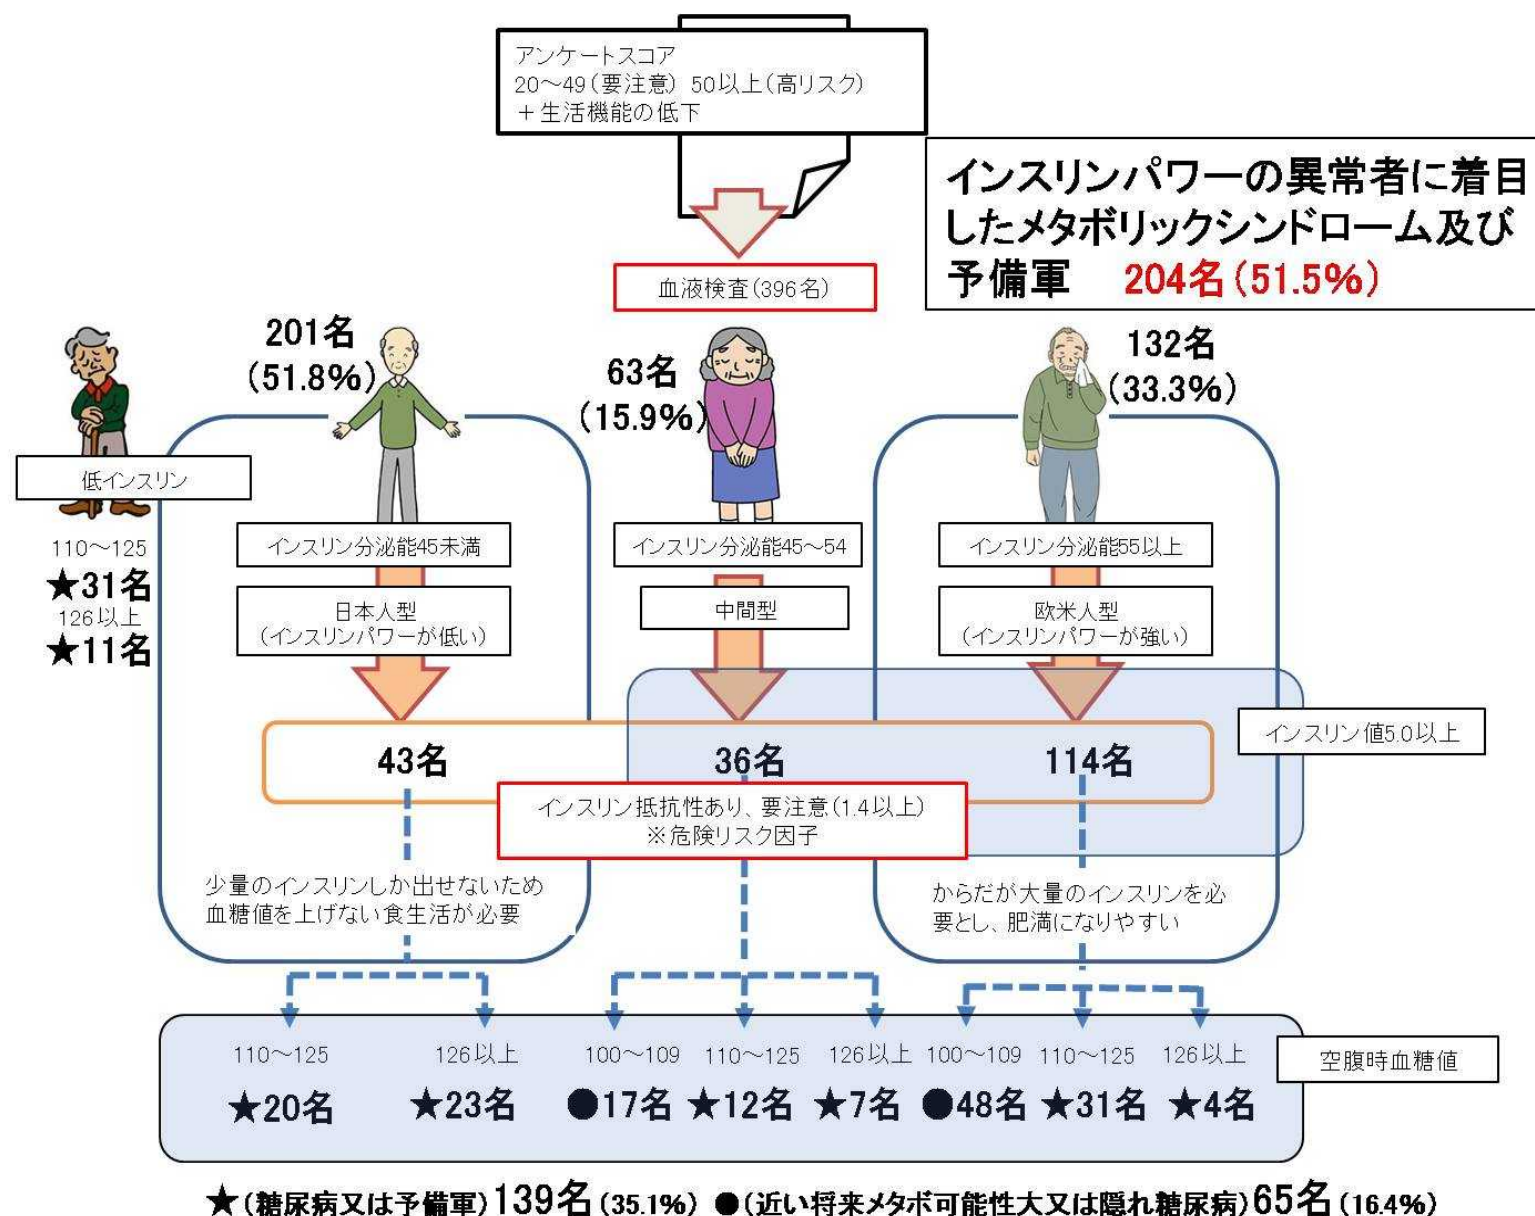 アンケートスコア
20～49(要注意) 50以上(高リスク)
＋生活機能の低下
インスリンパワーの異常者に着目
したメタボリックシンドローム及び
予備軍 204名(51.5%)
血液検査(396名)
201名
(51.8%)
63名
(15.9%)
132名
(33.3%)
低インスリン
110～125
★31名
126以上
★11名
インスリン分泌能45未満
インスリン分泌能45～54
インスリン分泌能55以上
日本人型
(インスリンパワーが低い)
中間型
欧米人型
(インスリンパワーが強い)
インスリン値5.0以上
43名
36名
114名
インスリン抵抗性あり、要注意(1.4以上)
※危険リスク因子
少量のインスリンしか出せないため
血糖値を上げない食生活が必要
からだが大量のインスリンを必
要とし、肥満になりやすい
110～125 126以上 100～109 110～125 126以上 100～109 110～125 126以上
空腹時血糖値
★20名 ★23名 ●17名 ★12名 ★7名 ●48名 ★31名 ★4名
★(糖尿病又は予備軍)139名(35.1%) ●(近い将来メタボ可能性大又は隠れ糖尿病)65名(16.4%)